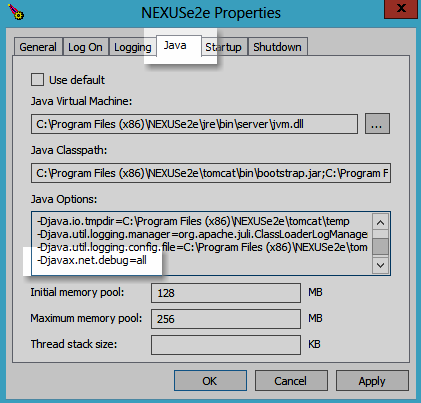 NEXUSe2e Properties
General Log On Logging Java Startup Shutdown
Use default
Java Virtual Machine:
C:\Program Files (x86)\NEXUSe2e\jre\bin\server\jvm.dll ...
Java Classpath:
C:\Program Files (x86)\NEXUSe2e\tomcat\bin\bootstrap.jar;C:\Program F
Java Options:
-Djava.io.tmpdir=C:\Program Files (x86)\NEXUSe2e\tomcat\temp
-Djava.util.logging.manager=org.apache.juli.ClassLoaderLogManage
-Djava.util.logging.config.file=C:\Program Files (x86)\NEXUSe2e\tom
-Djavax.net.debug=all
Initial memory pool: 128 MB
Maximum memory pool: 256 MB
Thread stack size: KB
OK Cancel Apply